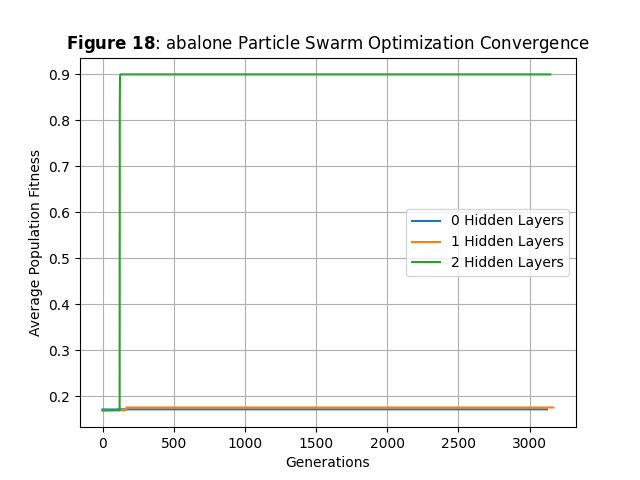 Figure 18: abalone Particle Swarm Optimization Convergence
0.9
0.8
0.7
0.6
0.5
0.4
0.3
0.2
Average Population Fitness
0 Hidden Layers
1 Hidden Layers
2 Hidden Layers
0 500 1000 1500 2000 2500 3000
Generations